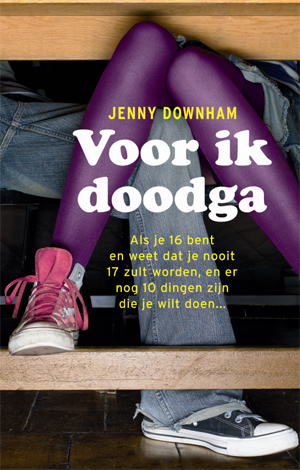 JENNY DOWNHAM
Voor ik
doodga
Als je 16 bent
en weet dat je nooit
17 zult worden, en er
nog 10 dingen zijn
die je wilt doen...